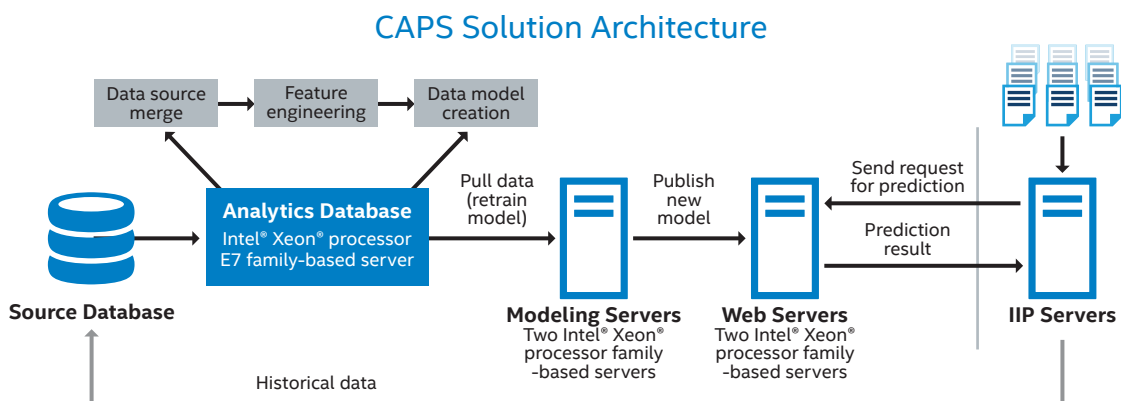 CAPS Solution Architecture
Data source
merge
Feature
engineering
Data model
creation
Analytics Database
Intel® Xeon® processor
E7 family-based server
Pull data
(retrain
model)
Publish
new
model
Send request
for prediction
Prediction
result
Source Database
Modeling Servers
Two Intel® Xeon®
processor family
-based servers
Web Servers
Two Intel® Xeon®
processor family
-based servers
IIP Servers
Historical data